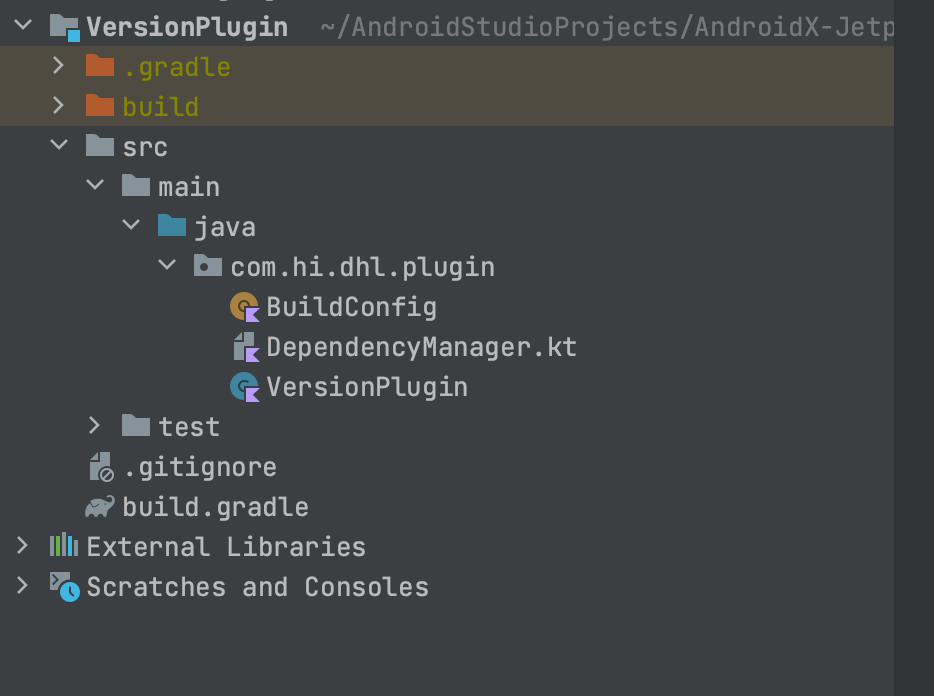 VersionPlugin ~/AndroidStudioProjects/AndroidX-Jetp
.gradle
build
src
main
java
com.hi.dhl.plugin
BuildConfig
DependencyManager.kt
VersionPlugin
test
.gitignore
build.gradle
External Libraries
Scratches and Consoles